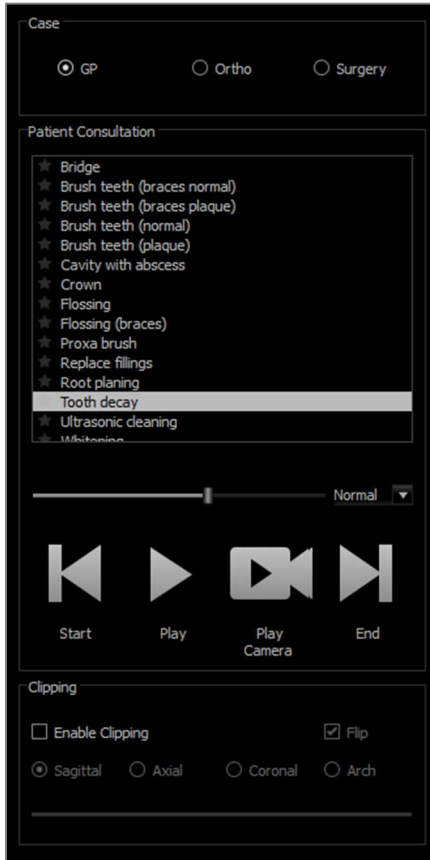 Case
GP Ortho Surgery
Patient Consultation
Bridge
Brush teeth (braces normal)
Brush teeth (braces plaque)
Brush teeth (normal)
Brush teeth (plaque)
Cavity with abscess
Crown
Flossing
Flossing (braces)
Proxa brush
Replace fillings
Root planing
Tooth decay
Ultrasonic cleaning
Whitening
Normal
Start Play Play End
Camera
Clipping
Enable Clipping Flip
Sagittal Axial Coronal Arch